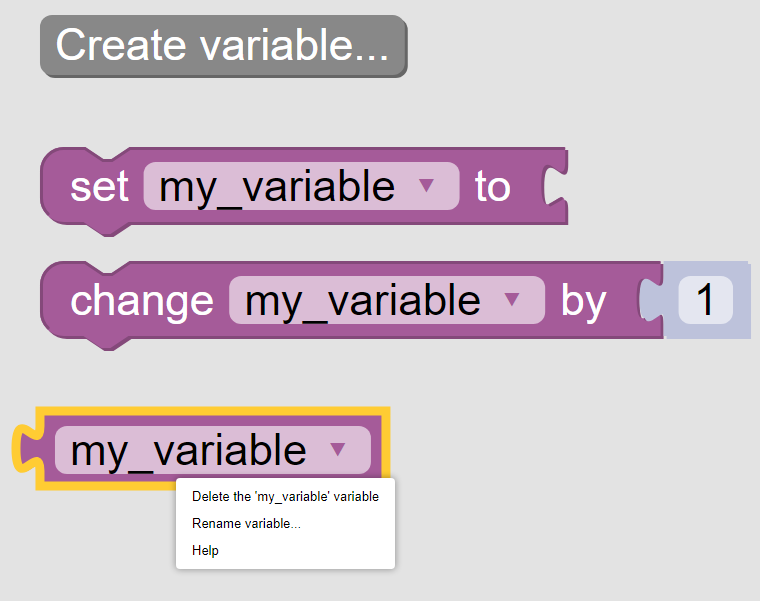 Create variable...
set my_variable ▼ to
change my_variable ▼ by 1
my_variable ▼
Delete the 'my_variable' variable
Rename variable...
Help